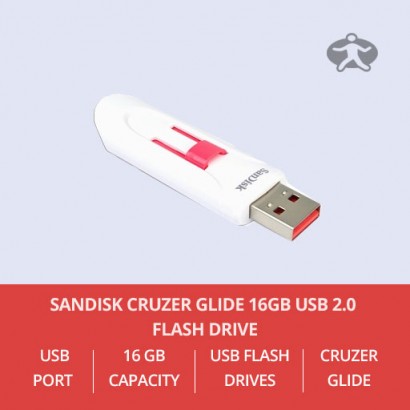 SanDisk
SANDISK CRUZER GLIDE 16GB USB 2.0
FLASH DRIVE
USB
PORT
16 GB
CAPACITY
USB FLASH
DRIVES
CRUZER
GLIDE